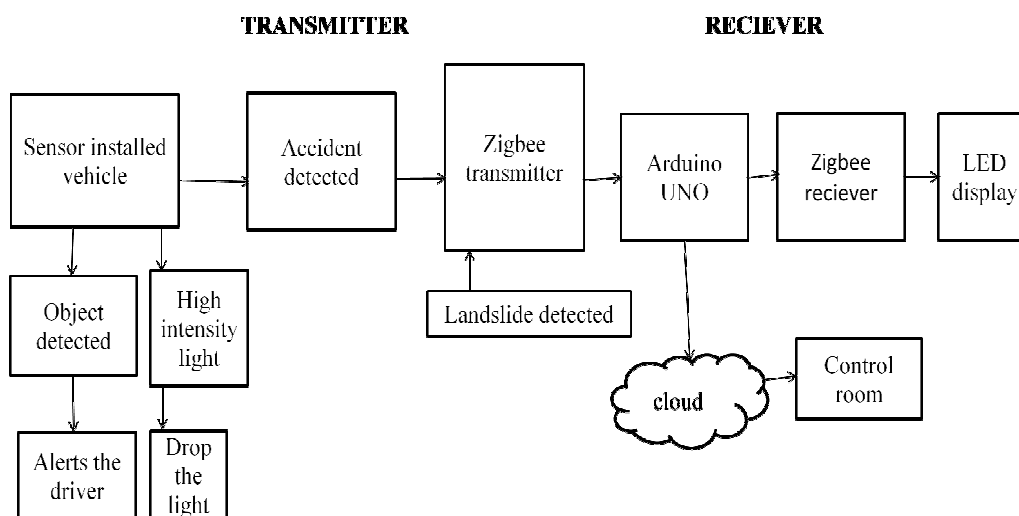 TRANSMITTER
RECIEVER
Sensor installed
vehicle
Accident
detected
Zigbee
transmitter
Arduino
UNO
Zigbee
reciever
LED
display
Object
detected
High
intensity
light
Landslide detected
cloud
Control
room
Alerts the
driver
Drop
the
light